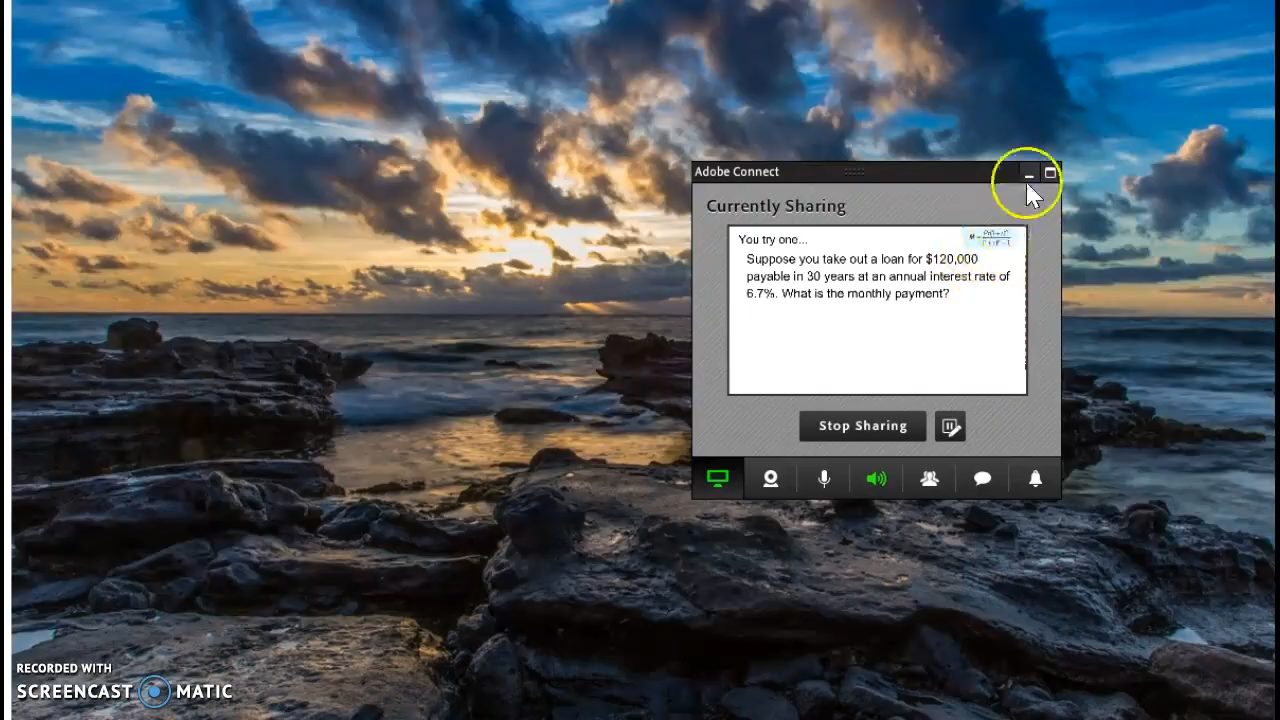 Adobe Connect
Currently Sharing
You try one...
Suppose you take out a loan for $120,000
payable in 30 years at an annual interest rate of
6.7%. What is the monthly payment?
Stop Sharing
RECORDED WITH
SCREENCAST MATIC